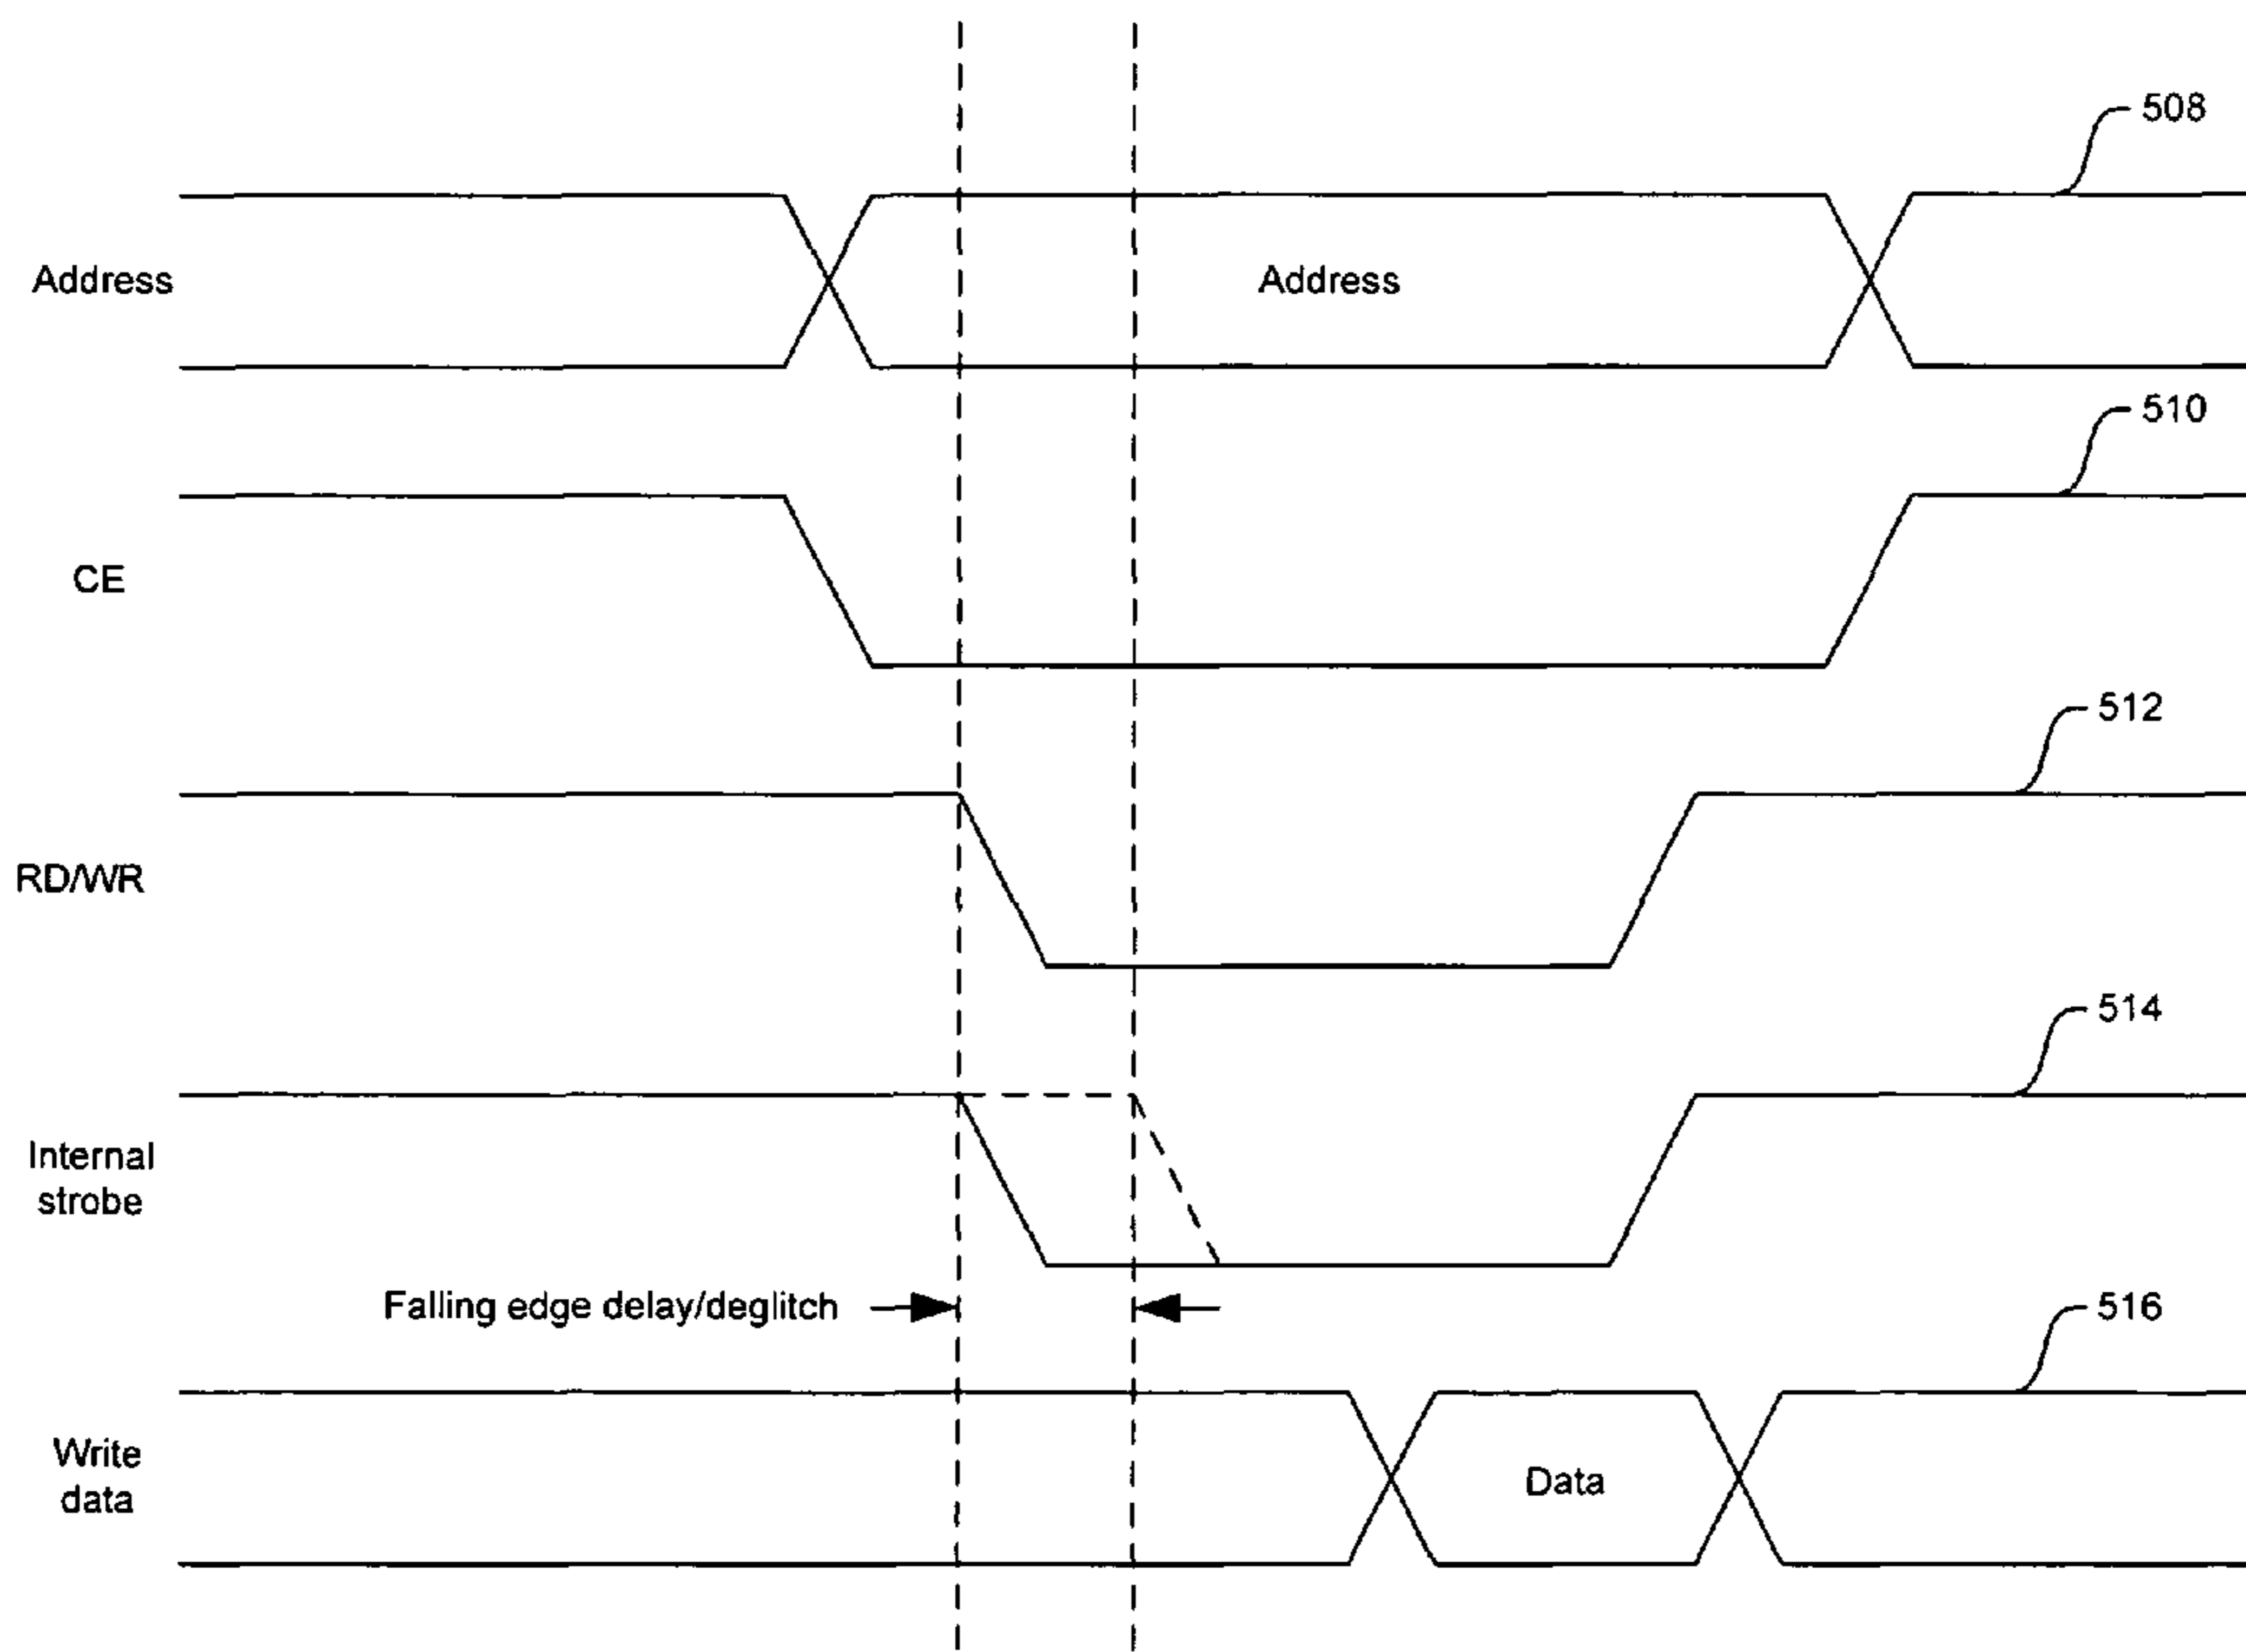 508
Address
Address
510
CE
512
RD/WR
514
Internal
strobe
Falling edge delay/deglitch
516
Write
data
Data